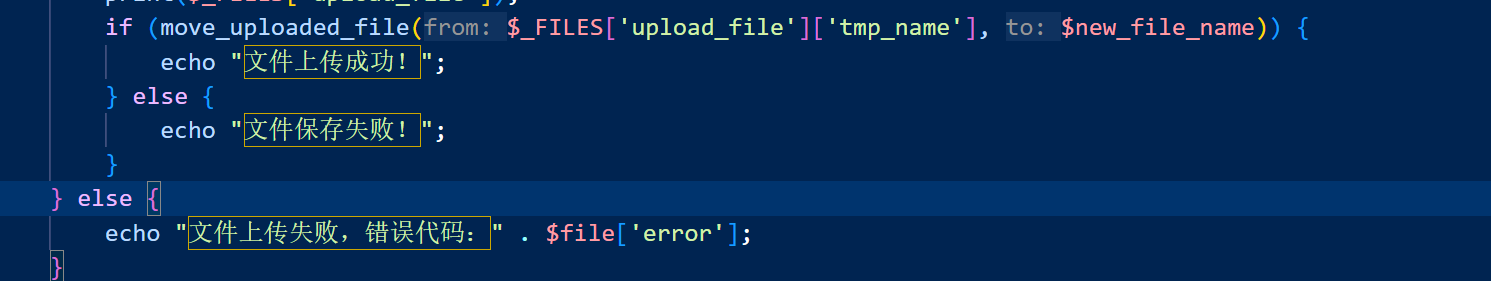 print($_FILES['upload_file']);
if (move_uploaded_file(from: $_FILES['upload_file']['tmp_name'], to: $new_file_name)) {
echo "文件上传成功！";
} else {
echo "文件保存失败！";
}
} else {
echo "文件上传失败，错误代码：" . $file['error'];
}